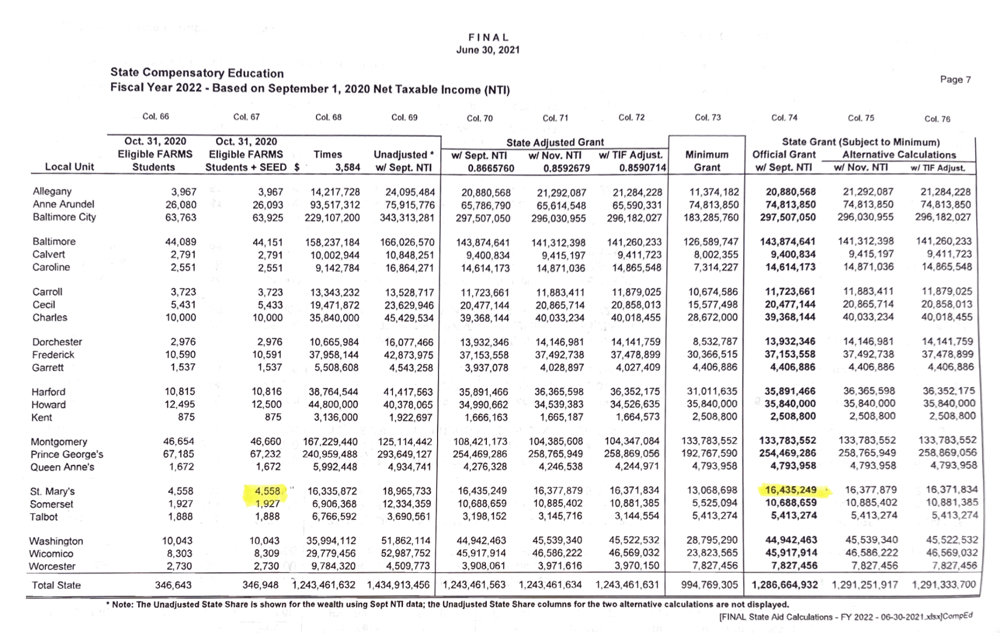 FINAL
June 30, 2021
State Compensatory Education
Page 7
Fiscal Year 2022 - Based on September 1, 2020 Net Taxable Income (NTI)
Col. 66 Col. 67 Col. 68 Col. 69 Col. 70 Col. 71 Col. 72 Col. 73 Col. 74 Col. 75 Col. 76
Oct. 31, 2020 Oct. 31, 2020 State Adjusted Grant State Grant (Subject to Minimum)
Eligible FARMS Eligible FARMS Times Unadjusted * w/ Sept. NTI w/ Nov. NTI w/ TIF Adjust. Minimum Official Grant Alternative Calculations
Local Unit Students Students + SEED $ 3,584 w/ Sept. NTI 0.8665760 0.8592679 0.8590714 Grant w/ Sept. NTI w/ Nov. NTI w/ TIF Adjust.
Allegany 3,967 3,967 14,217,728 24,095,484 20,880,568 21,292,087 21,284,228 11,374,182 20,880,568 21,292,087 21,284,228
Anne Arundel 26,080 26,093 93,517,312 75,915,776 65,786,790 65,614,548 65,590,331 74,813,850 74,813,850 74,813,850 74,813,850
Baltimore City 63,763 63,925 229,107,200 343,313,281 297,507,050 296,030,955 296,182,027 183,285,760 297,507,050 296,030,955 296,182,027
Baltimore 44,089 44,151 158,237,184 166,026,570 143,874,641 141,312,398 141,260,233 126,589,747 143,874,641 141,312,398 141,260,233
Calvert 2,791 2,791 10,002,944 10,848,251 9,400,834 9,415,197 9,411,723 8,002,355 9,400,834 9,415,197 9,411,723
Caroline 2,551 2,551 9,142,784 16,864,271 14,614,173 14,871,036 14,865,548 7,314,227 14,614,173 14,871,036 14,865,548
Carroll 3,723 3,723 13,343,232 13,528,717 11,723,661 11,883,411 11,879,025 10,674,586 11,723,661 11,883,411 11,879,025
Cecil 5,431 5,433 19,471,872 23,629,946 20,477,144 20,865,714 20,858,013 15,577,498 20,477,144 20,865,714 20,858,013
Charles 10,000 10,000 35,840,000 45,429,534 39,368,144 40,033,234 40,018,455 28,672,000 39,368,144 40,033,234 40,018,455
Dorchester 2,976 2,976 10,665,984 16,077,466 13,932,346 14,146,981 14,141,759 8,532,787 13,932,346 14,146,981 14,141,759
Frederick 10,590 10,591 37,958,144 42,873,975 37,153,558 37,492,738 37,478,899 30,366,515 37,153,558 37,492,738 37,478,899
Garrett 1,537 1,537 5,508,608 4,543,258 3,937,078 4,028,897 4,027,409 4,406,886 4,406,886 4,406,886 4,406,886
Harford 10,815 10,816 38,764,544 41,417,563 35,891,466 36,365,598 36,352,175 31,011,635 35,891,466 36,365,598 36,352,175
Howard 12,495 12,500 44,800,000 40,378,065 34,990,662 34,539,383 34,526,635 35,840,000 35,840,000 35,840,000 35,840,000
Kent 875 875 3,136,000 1,922,697 1,666,163 1,665,187 1,664,573 2,508,800 2,508,800 2,508,800 2,508,800
Montgomery 46,654 46,660 167,229,440 125,114,442 108,421,173 104,385,608 104,347,084 133,783,552 133,783,552 133,783,552 133,783,552
Prince George's 67,185 67,232 240,959,488 293,649,127 254,469,286 258,765,949 258,869,056 192,767,590 254,469,286 258,765,949 258,869,056
Queen Anne's 1,672 1,672 5,992,448 4,934,741 4,276,328 4,246,538 4,244,971 4,793,958 4,793,958 4,793,958 4,793,958
St. Mary's 4,558 4,558 16,335,872 18,965,733 16,435,249 16,377,879 16,371,834 13,068,698 16,435,249 16,377,879 16,371,834
Somerset 1,927 1,927 6,906,368 12,334,359 10,688,659 10,885,402 10,881,385 5,525,094 10,688,659 10,885,402 10,881,385
Talbot 1,888 1,888 6,766,592 3,690,561 3,198,152 3,145,716 3,144,554 5,413,274 5,413,274 5,413,274 5,413,274
Washington 10,043 10,043 35,994,112 51,862,114 44,942,463 45,539,340 45,522,532 28,795,290 44,942,463 45,539,340 45,522,532
Wicomico 8,303 8,309 29,779,456 52,987,752 45,917,914 46,586,222 46,569,032 23,823,565 45,917,914 46,586,222 46,569,032
Worcester 2,730 2,730 9,784,320 4,509,773 3,908,061 3,971,616 3,970,150 7,827,456 7,827,456 7,827,456 7,827,456
Total State 346,643 346,948 1,243,461,632 1,434,913,456 1,243,461,563 1,243,461,634 1,243,461,631 994,769,305 1,286,664,932 1,291,251,917 1,291,333,700
* Note: The Unadjusted State Share is shown for the wealth using Sept NTI data; the Unadjusted State Share columns for the two alternative calculations are not displayed.
[FINAL State Aid Calculations - FY 2022 - 06-30-2021.xlsx]CompEd